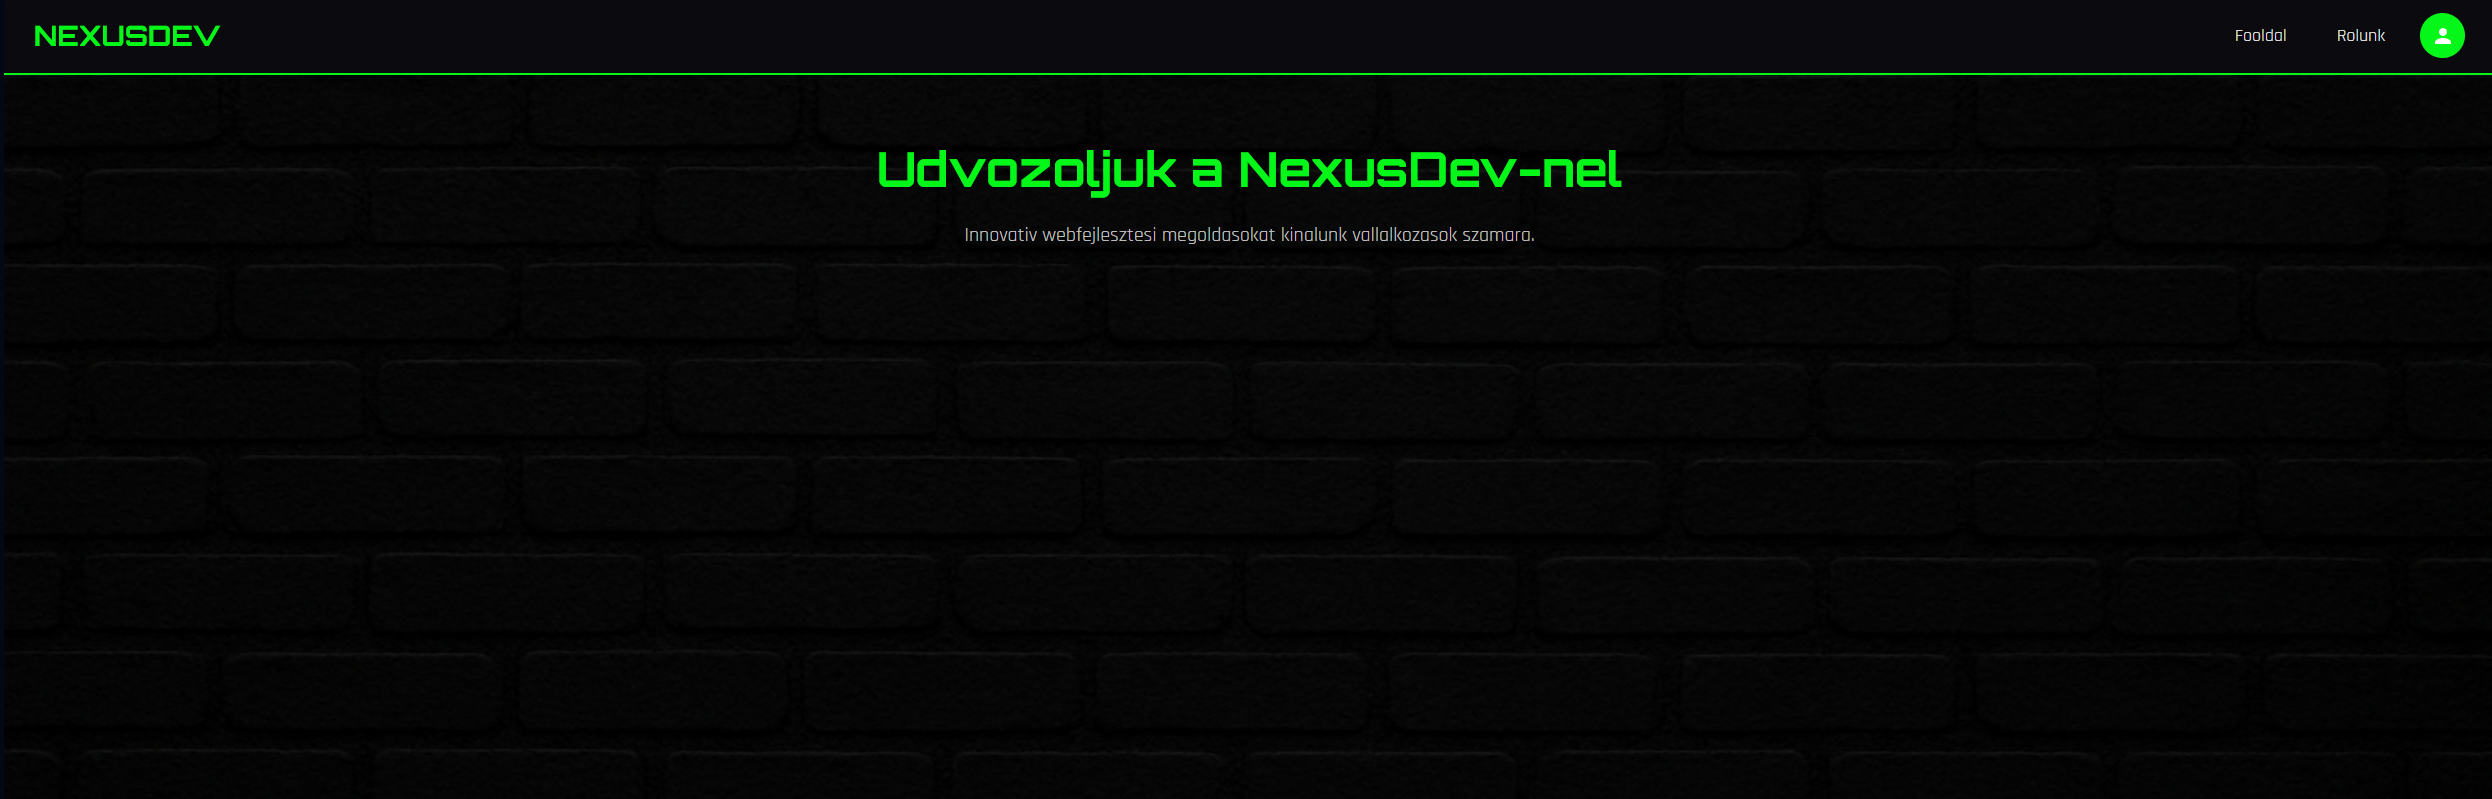 NEXUSDEV
Fooldal
Rolunk
Udvozoljuk a NexusDev-nel
Innovativ webfejlesztesi megoldasokat kinalunk vallalkozasok szamara.